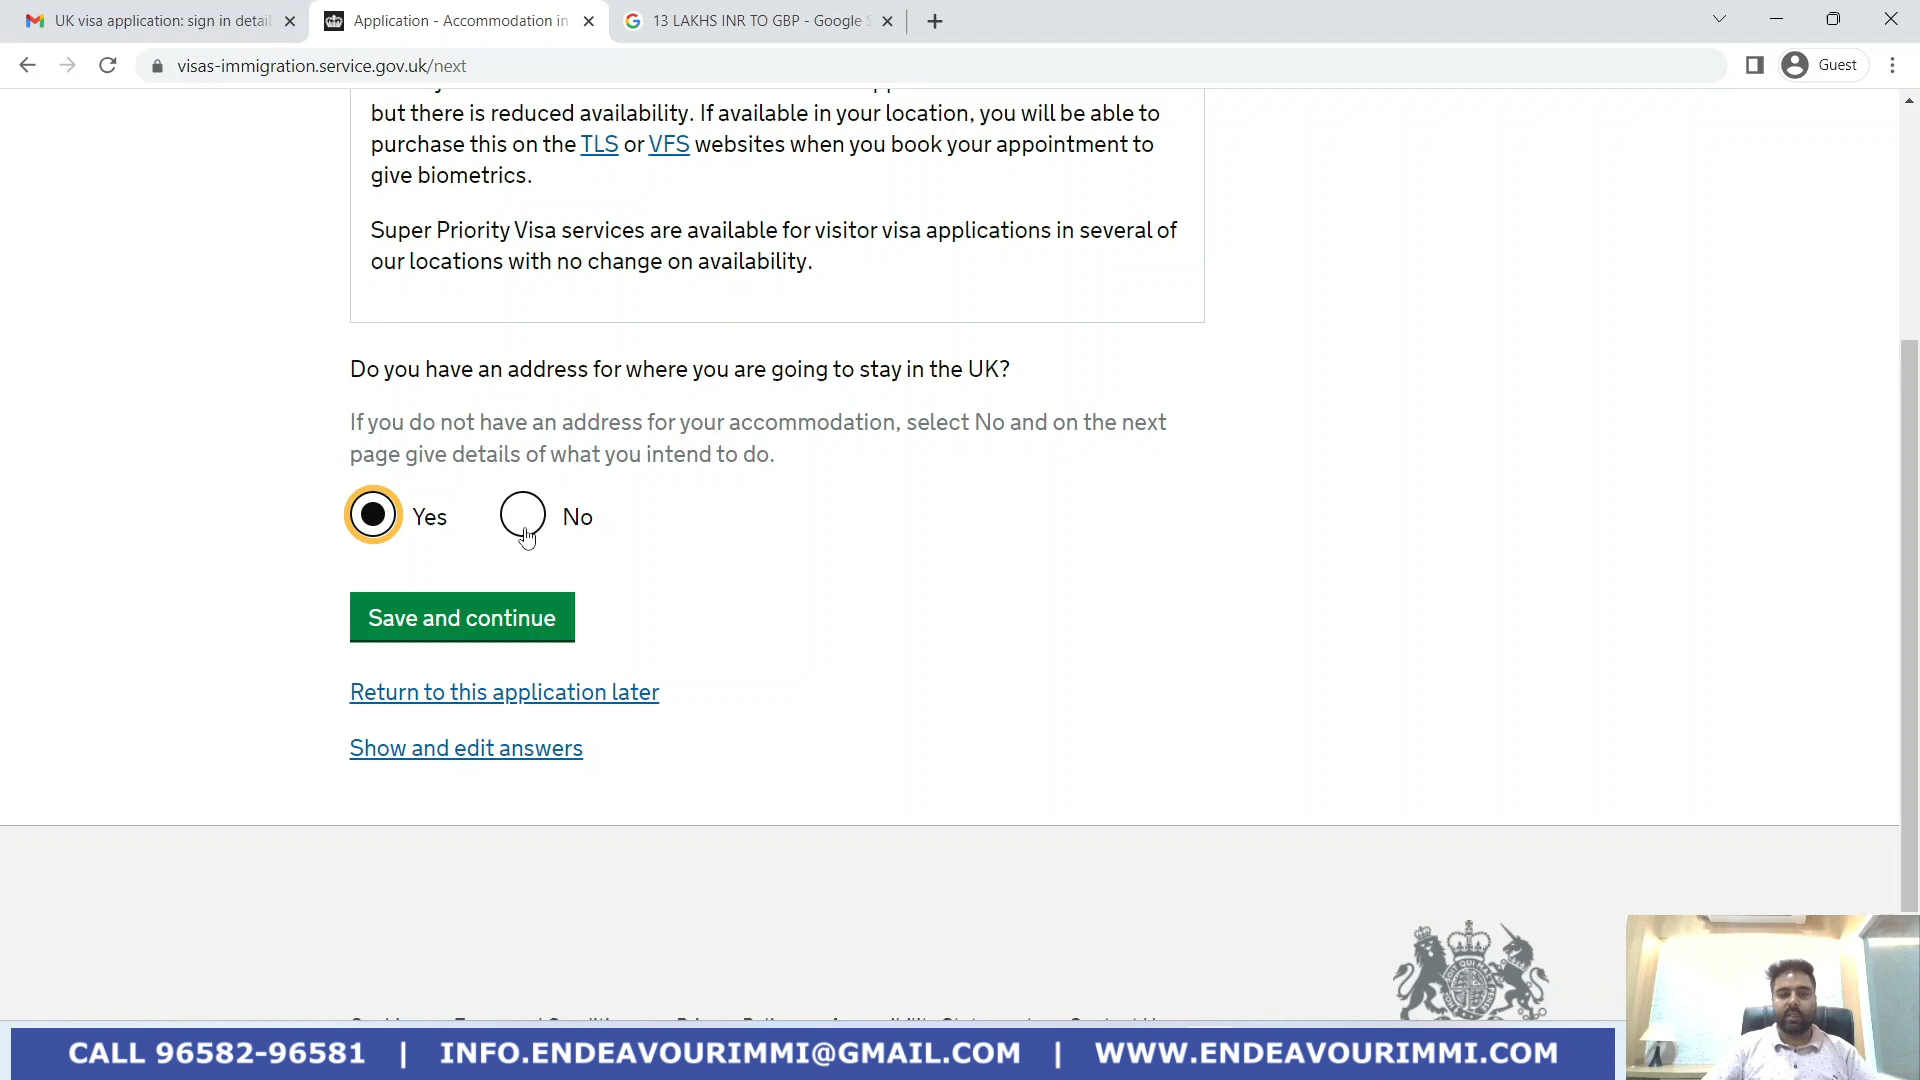 UK visa application: sign in detail
Application - Accommodation in
13 LAKHS INR TO GBP - Google S
visas-immigration.service.gov.uk/next
Guest
but there is reduced availability. If available in your location, you will be able to
purchase this on the TLS or VFS websites when you book your appointment to
give biometrics.
Super Priority Visa services are available for visitor visa applications in several of
our locations with no change on availability.
Do you have an address for where you are going to stay in the UK?
If you do not have an address for your accommodation, select No and on the next
page give details of what you intend to do.
Yes
No
Save and continue
Return to this application later
Show and edit answers
CALL 96582-96581 | INFO.ENDEAVOURIMMI@GMAIL.COM | WWW.ENDEAVOURIMMI.COM